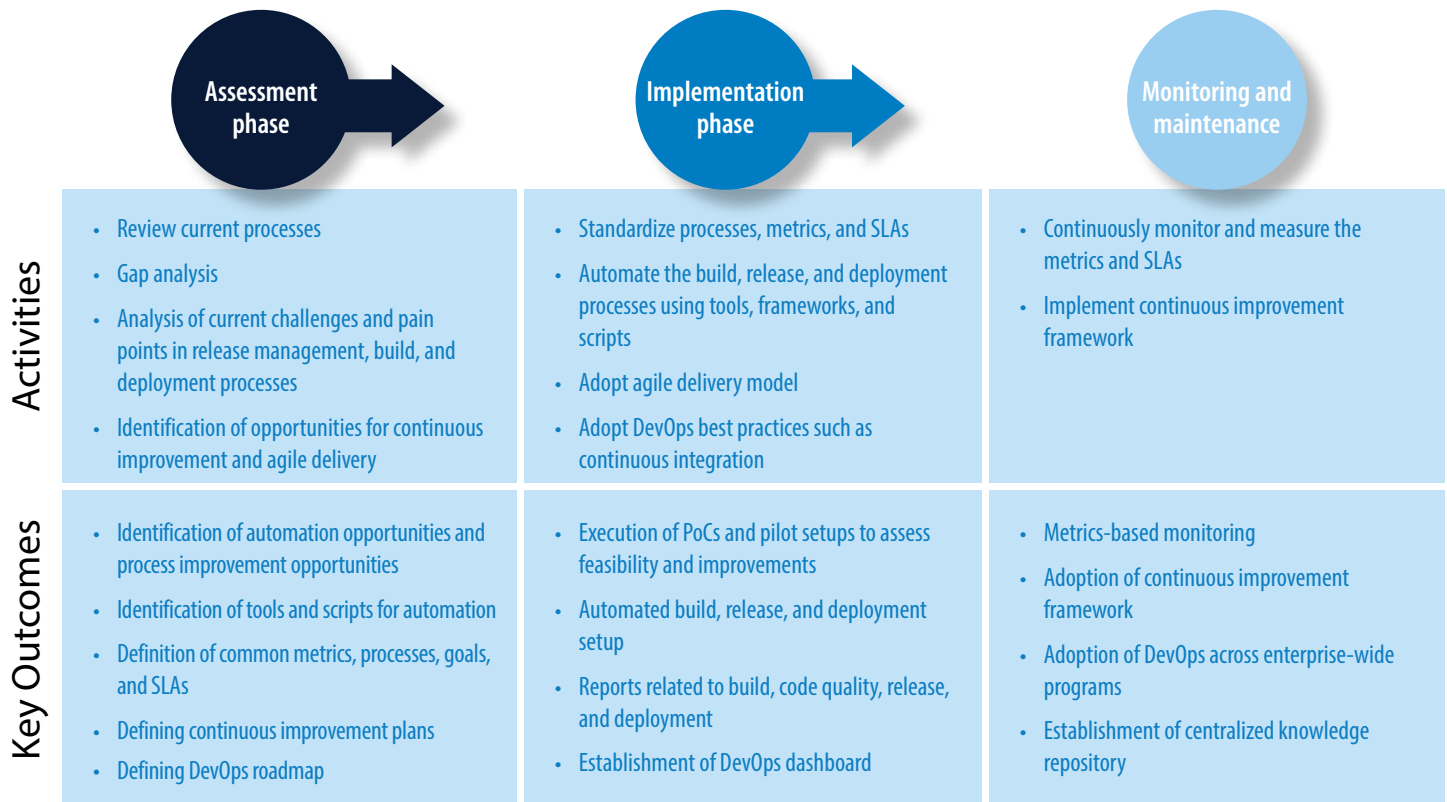 Assessment
phase
Implementation
phase
Monitoring and
maintenance
Activities
• Review current processes
• Gap analysis
• Analysis of current challenges and pain
points in release management, build, and
deployment processes
• Identification of opportunities for continuous
improvement and agile delivery
• Standardize processes, metrics, and SLAs
• Automate the build, release, and deployment
processes using tools, frameworks, and
scripts
• Adopt agile delivery model
• Adopt DevOps best practices such as
continuous integration
• Continuously monitor and measure the
metrics and SLAs
• Implement continuous improvement
framework
Key Outcomes
• Identification of automation opportunities and
process improvement opportunities
• Identification of tools and scripts for automation
• Definition of common metrics, processes, goals,
and SLAs
• Defining continuous improvement plans
• Defining DevOps roadmap
• Execution of PoCs and pilot setups to assess
feasibility and improvements
• Automated build, release, and deployment
setup
• Reports related to build, code quality, release,
and deployment
• Establishment of DevOps dashboard
• Metrics-based monitoring
• Adoption of continuous improvement
framework
• Adoption of DevOps across enterprise-wide
programs
• Establishment of centralized knowledge
repository